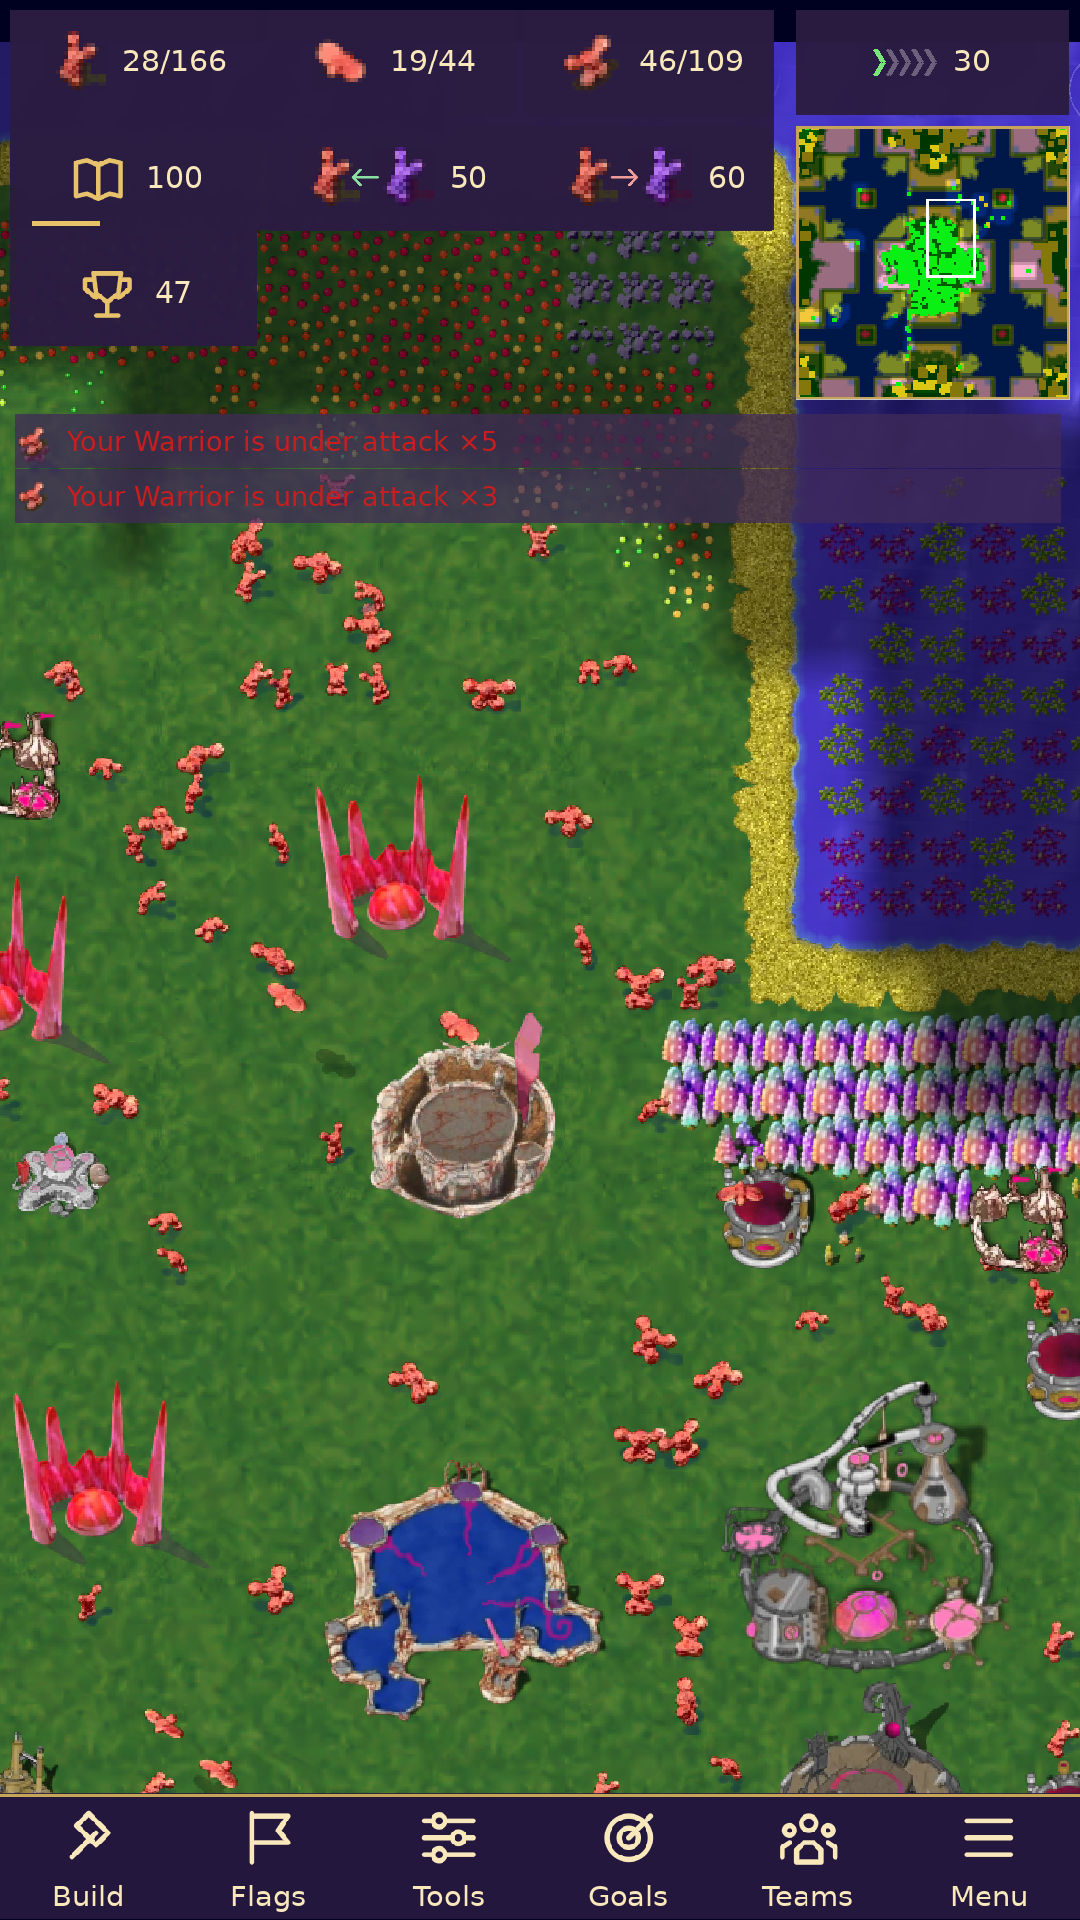 28/166
19/44
46/109
30
100
50
60
47
Your Warrior is under attack ×5
Your Warrior is under attack ×3
Build
Flags
Tools
Goals
Teams
Menu